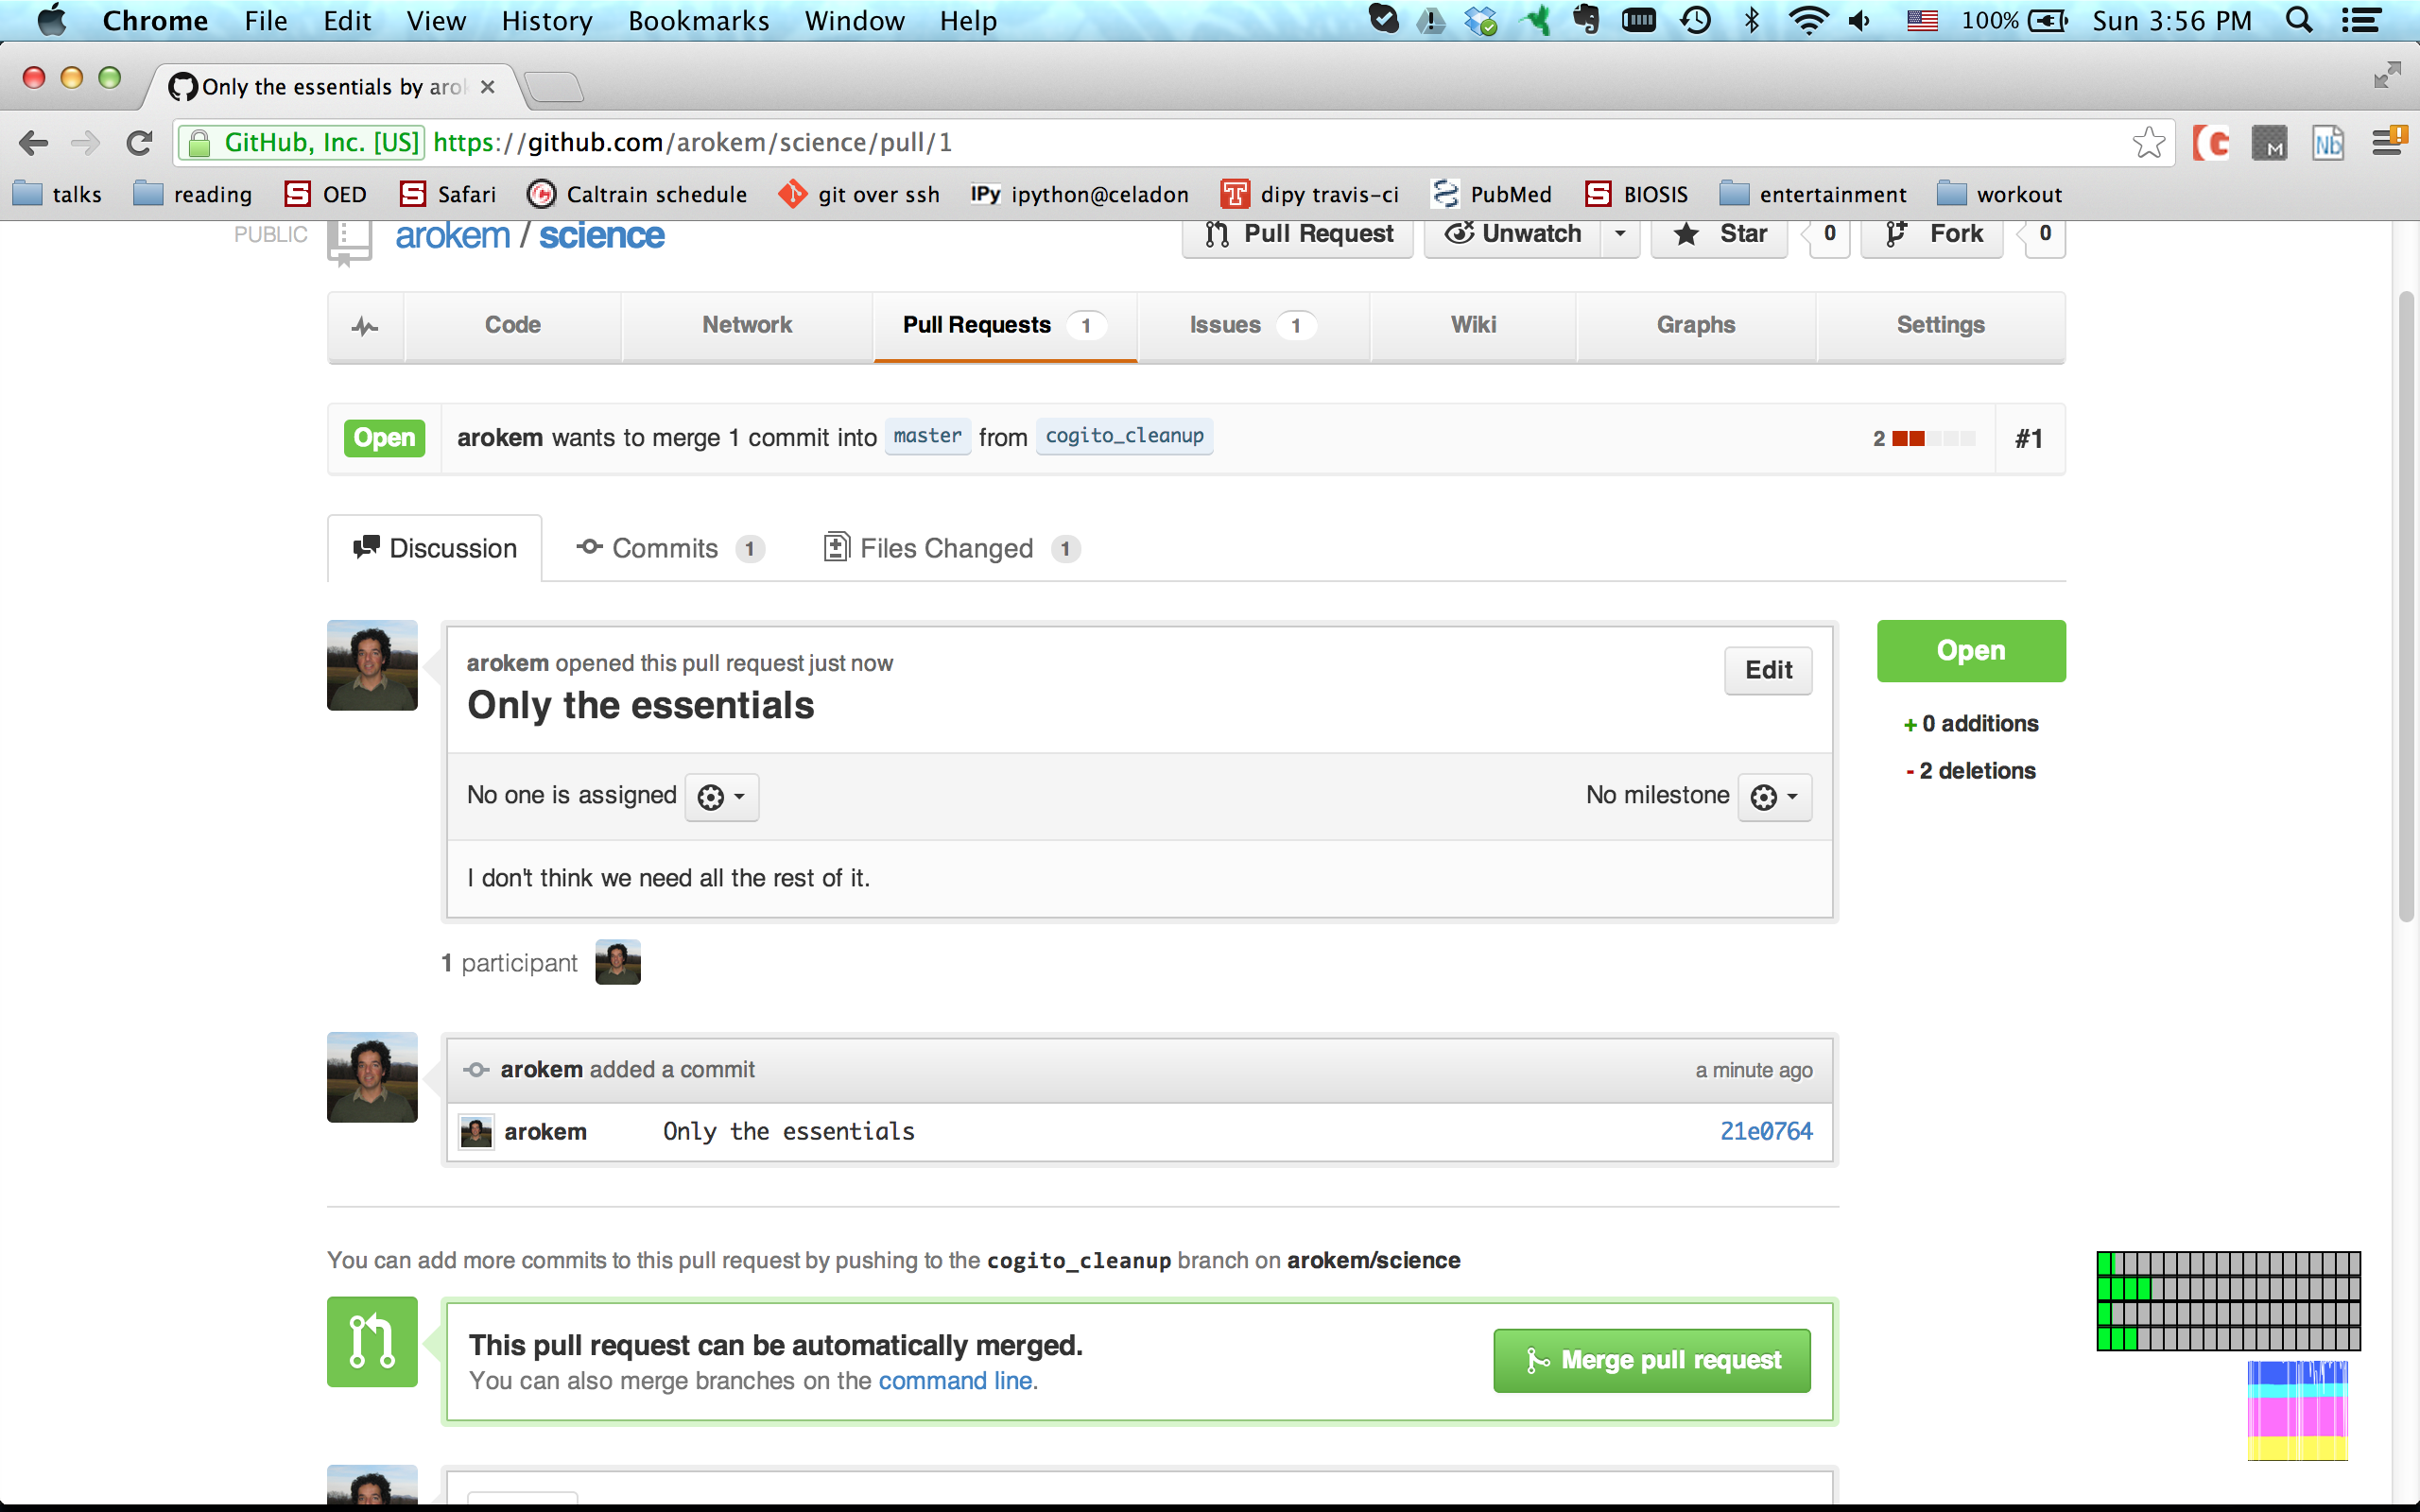 Chrome File Edit View History Bookmarks Window Help 100% Sun 3:56 PM
Only the essentials by arok
GitHub, Inc. [US] https://github.com/arokem/science/pull/1
talks reading OED Safari Caltrain schedule git over ssh IPy ipython@celadon dipy travis-ci PubMed BIOSIS entertainment workout
PUBLIC arokem / science Pull Request Unwatch Star 0 Fork 0
Code Network Pull Requests 1 Issues 1 Wiki Graphs Settings
Open arokem wants to merge 1 commit into master from cogito_cleanup 2 #1
Discussion Commits 1 Files Changed 1
arokem opened this pull request just now Edit Open
Only the essentials
+ 0 additions
- 2 deletions
No one is assigned No milestone
I don't think we need all the rest of it.
1 participant
arokem added a commit a minute ago
arokem Only the essentials 21e0764
You can add more commits to this pull request by pushing to the cogito_cleanup branch on arokem/science
This pull request can be automatically merged. Merge pull request
You can also merge branches on the command line.